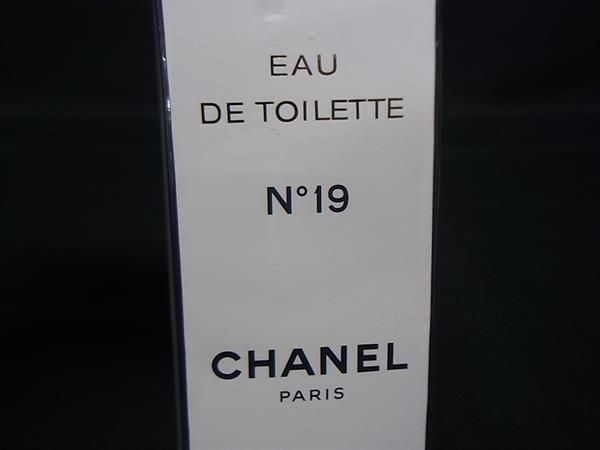 EAU
DE TOILETTE
N°19
CHANEL
PARIS